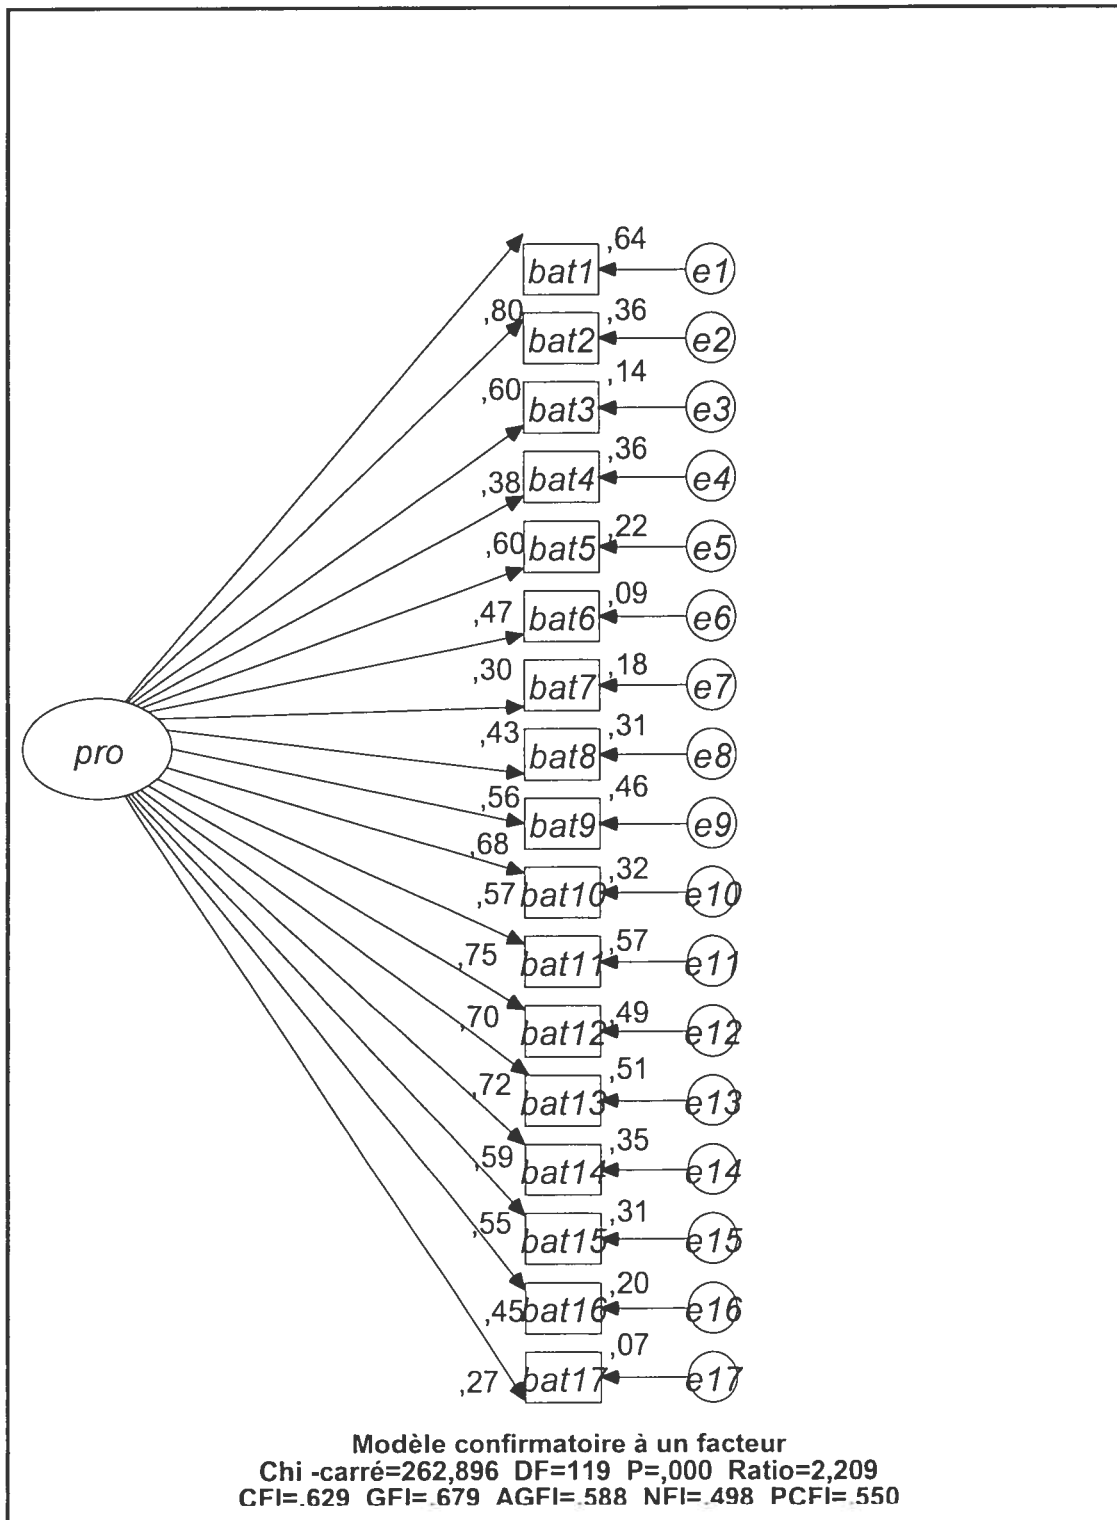 ,64
bat1 e1
,80 ,36
bat2 e2
,14
,60 bat3 e3
,36
,38 bat4 e4
,22
,60 bat5 e5
,09
,47 bat6 e6
,18
,30 bat7 e7
,31
,43 bat8 e8
pro
,46
,56 bat9 e9
,68 ,32
,57 bat10 e10
,57
,75 bat11 e11
,49
,70 bat12 e12
,51
,72 bat13 e13
,35
,59 bat14 e14
,31
,55 bat15 e15
,20
,45 bat16 e16
,07
,27 bat17 e17
Modèle confirmatoire à un facteur
Chi -carré=262,896 DF=119 P=,000 Ratio=2,209
CFI=.629 GFI=.679 AGFI=.588 NFI=.498 PCFI=.550